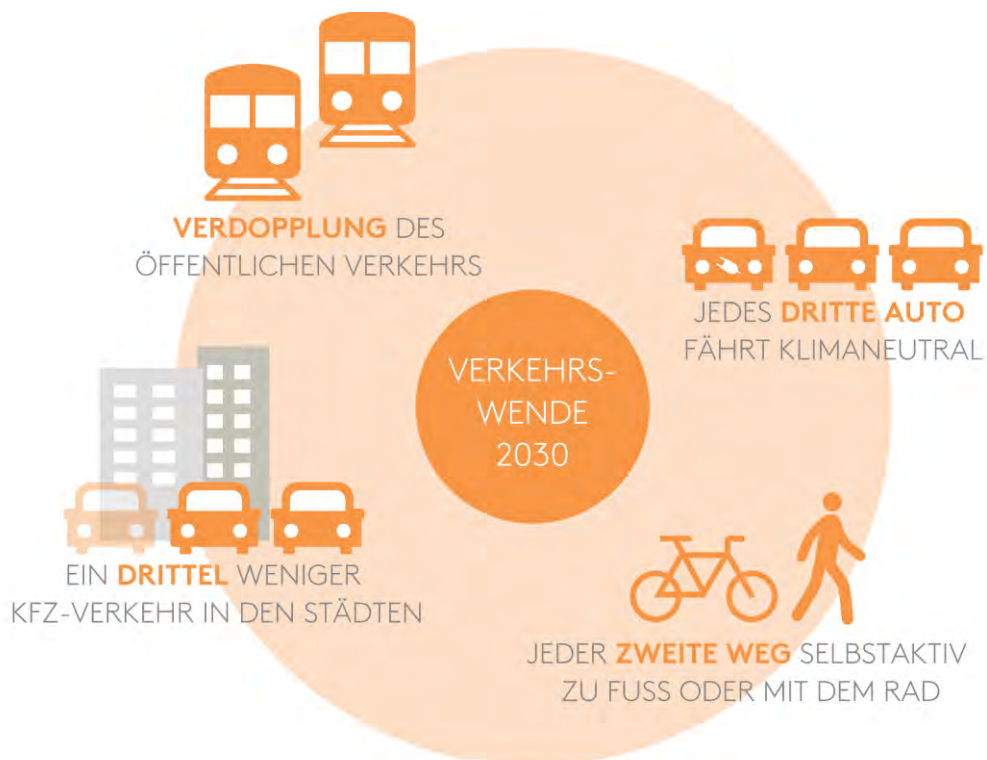 VERDOPPLUNG DES
ÖFFENTLICHEN VERKEHRS
JEDES DRITTE AUTO
FÄHRT KLIMANEUTRAL
VERKEHRS-
WENDE
2030
EIN DRITTEL WENIGER
KFZ-VERKEHR IN DEN STÄDTEN
JEDER ZWEITE WEG SELBSTAKTIV
ZU FUSS ODER MIT DEM RAD